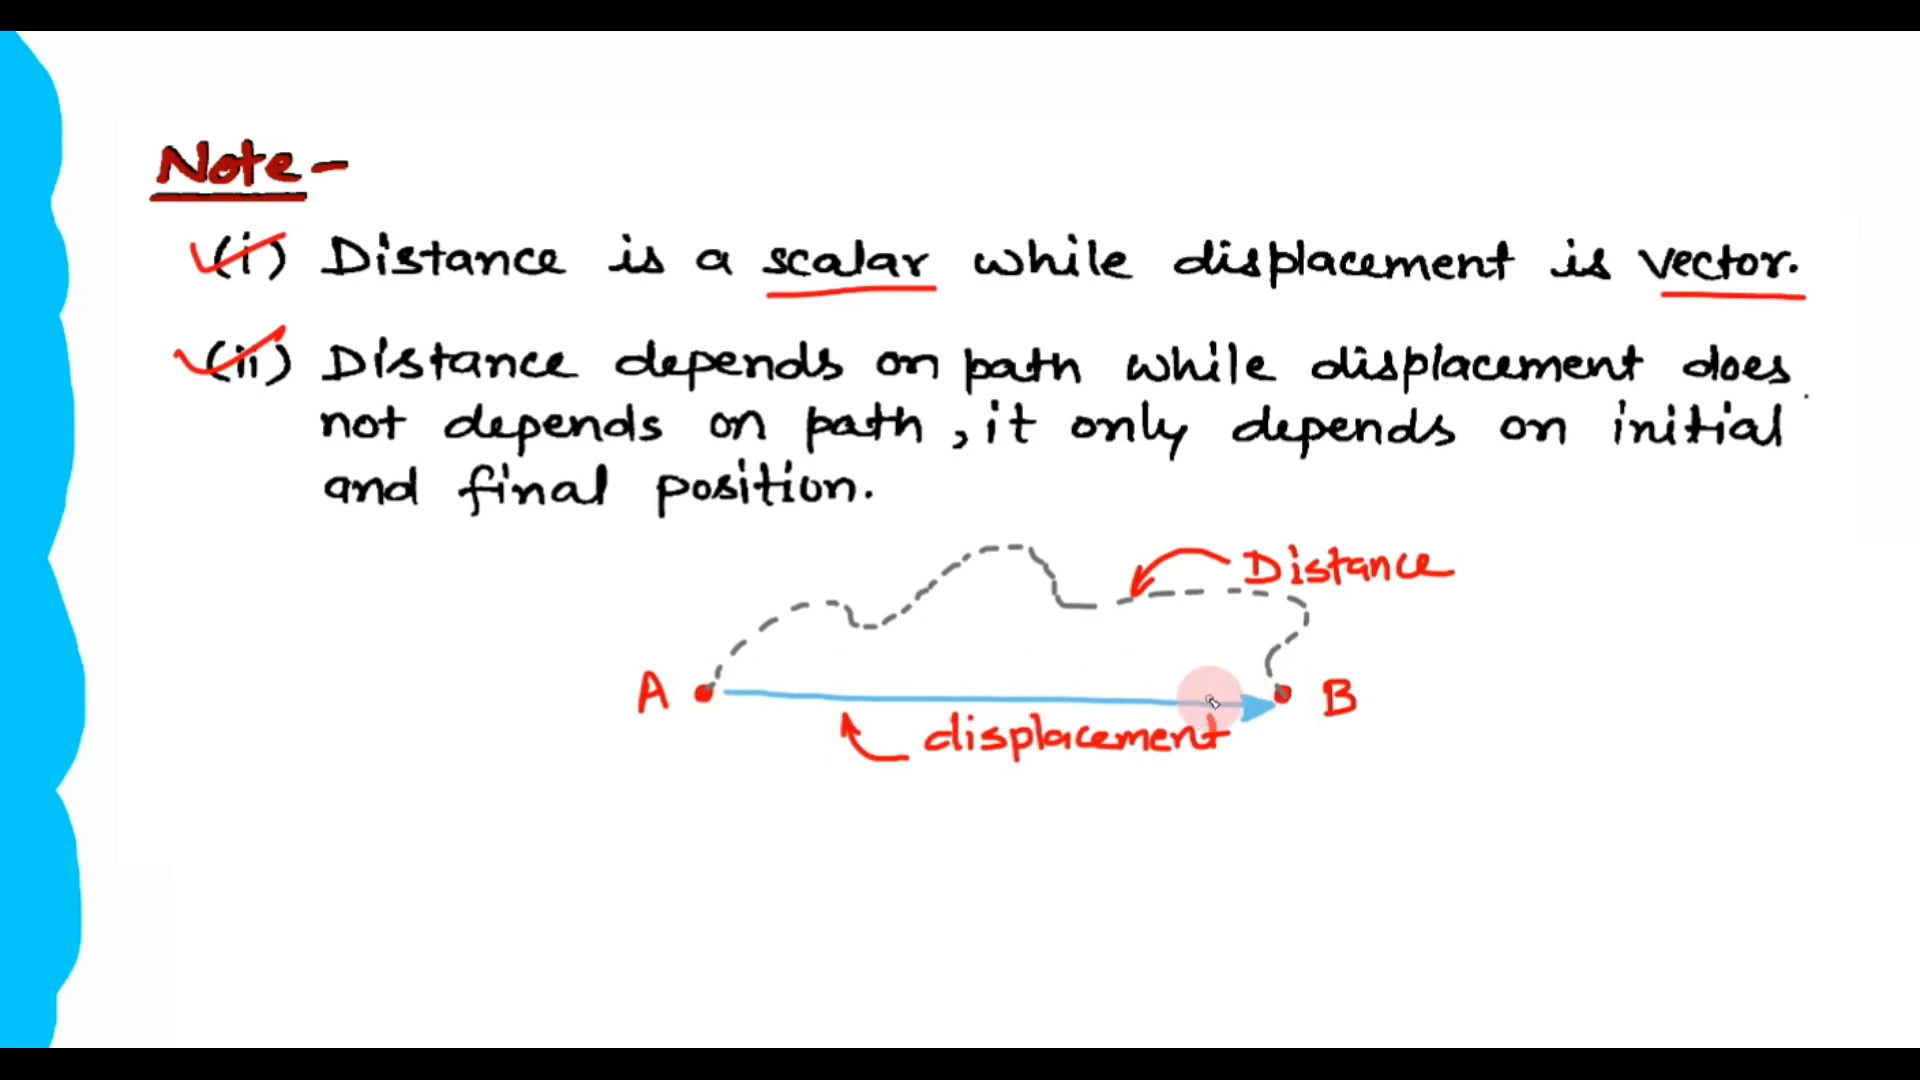 Note -
(i) Distance is a scalar while displacement is vector.
(ii) Distance depends on path while displacement does
not depends on path, it only depends on initial
and final position.
Distance
A
B
displacement